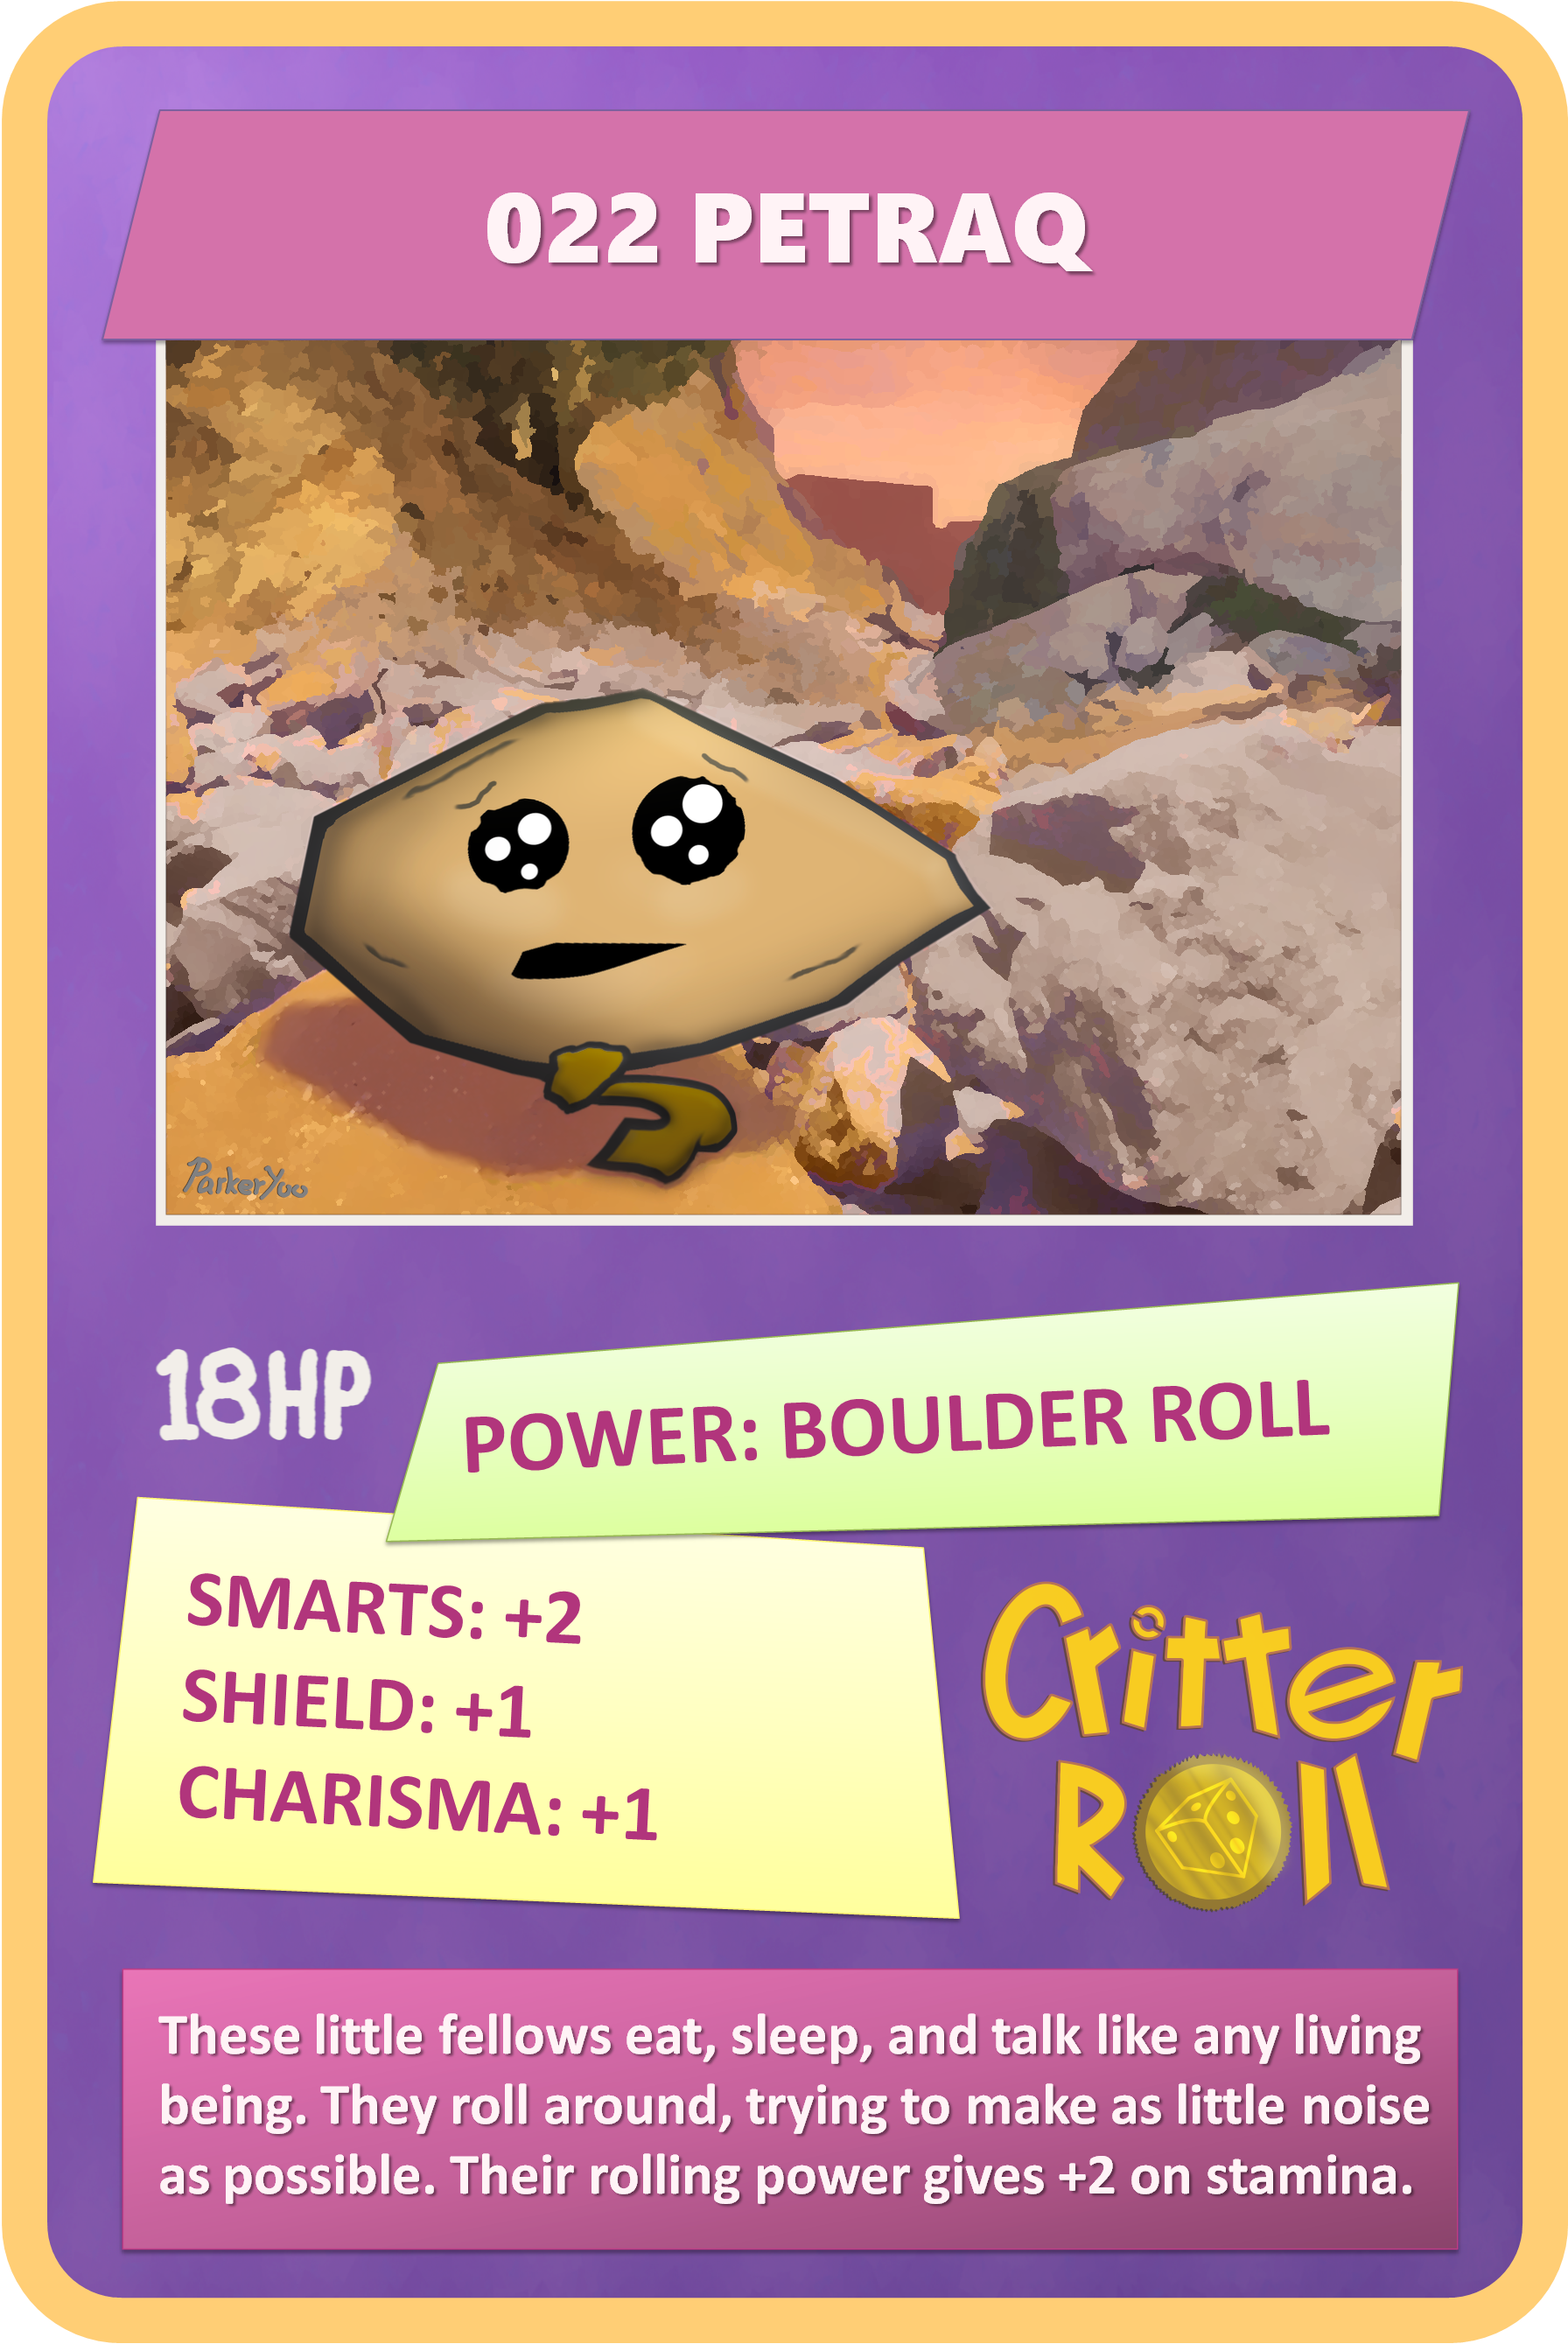 022 PETRAQ
ParkerYoo
18HP
POWER: BOULDER ROLL
SMARTS: +2
SHIELD: +1
CHARISMA: +1
Critter
Roll
These little fellows eat, sleep, and talk like any living
being. They roll around, trying to make as little noise
as possible. Their rolling power gives +2 on stamina.